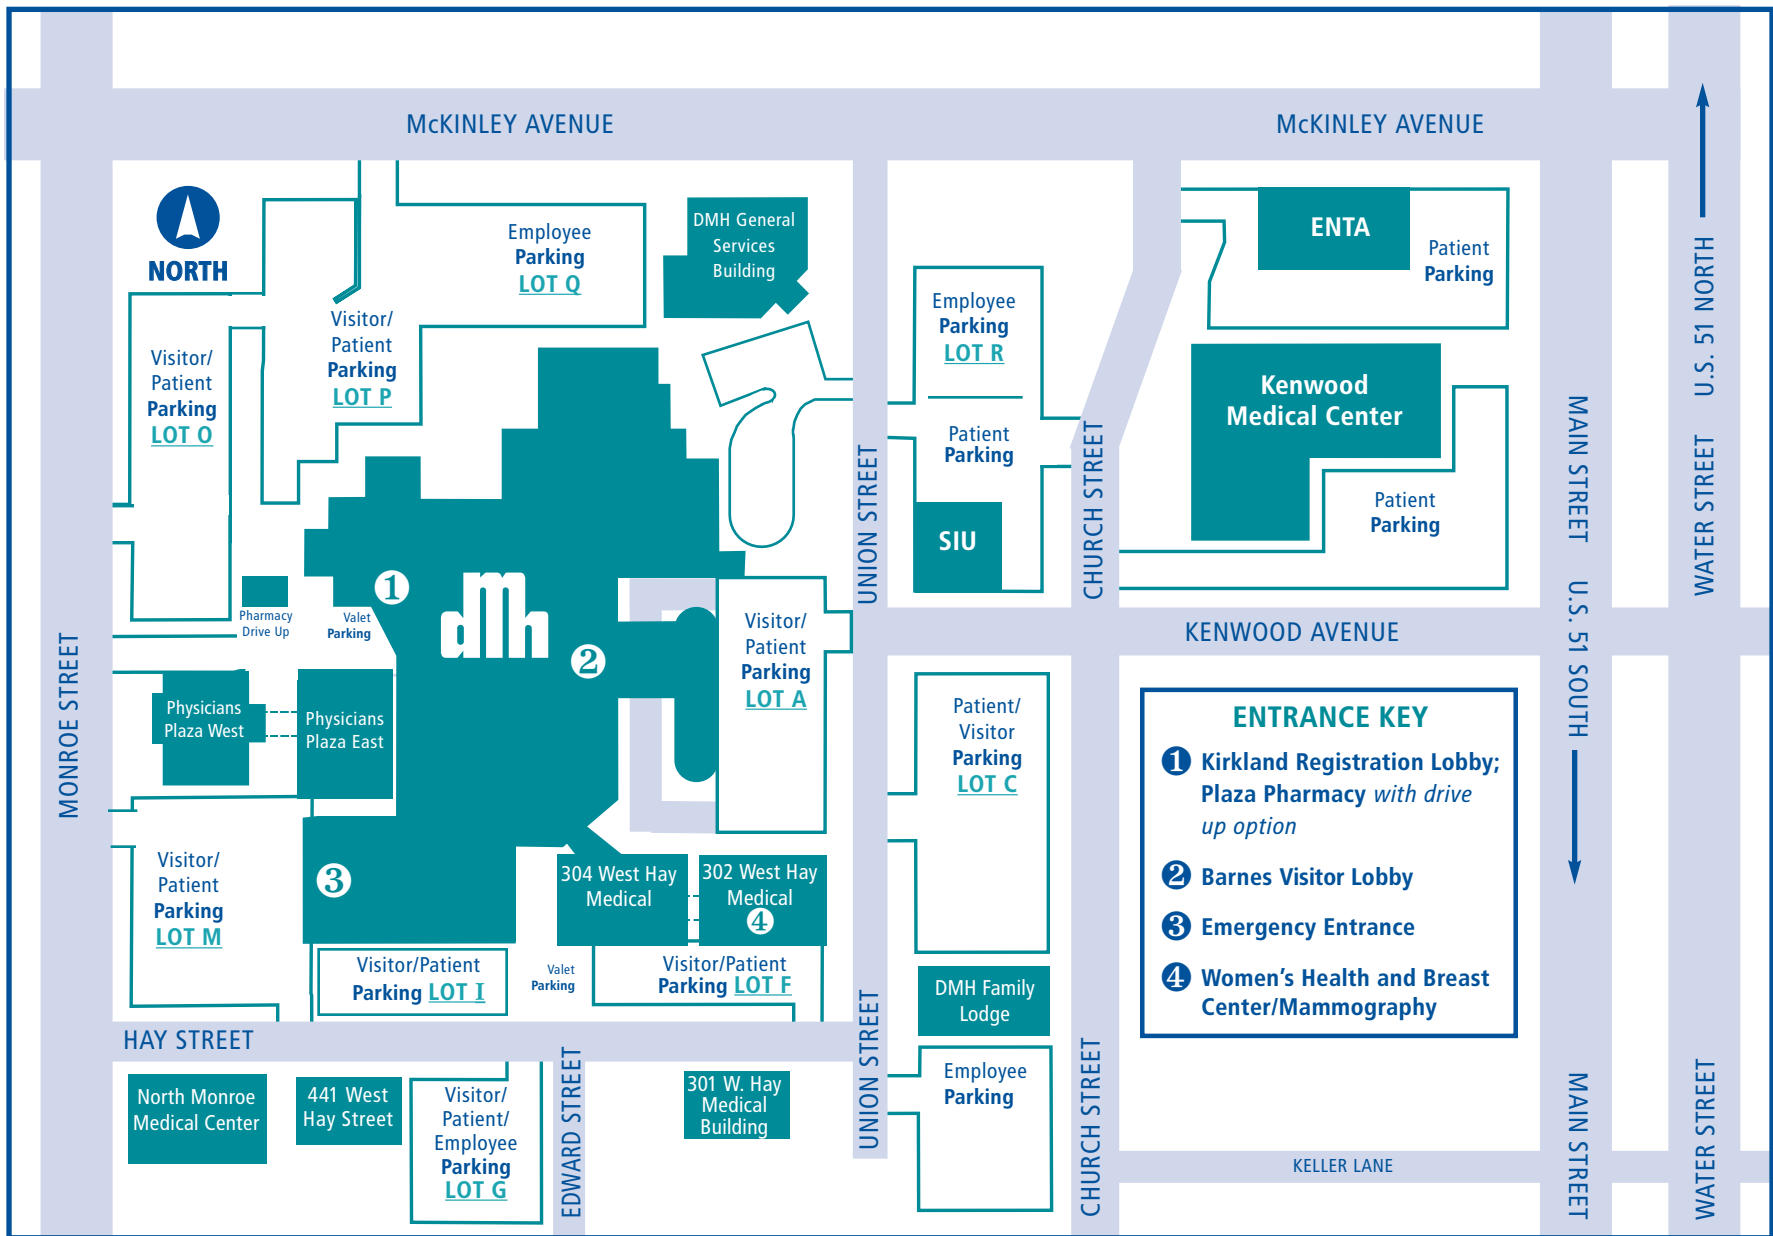 McKINLEY AVENUE
McKINLEY AVENUE
NORTH
Employee
Parking
LOT Q
DMH General
Services
Building
ENTA
Patient
Parking
Visitor/
Patient
Parking
LOT P
Visitor/
Patient
Parking
LOT O
Employee
Parking
LOT R
Patient
Parking
SIU
Kenwood
Medical Center
Patient
Parking
U.S. 51 NORTH
WATER STREET
MAIN STREET
U.S. 51 SOUTH
UNION STREET
CHURCH STREET
KENWOOD AVENUE
MONROE STREET
Pharmacy
Drive Up
Valet
Parking
1
dmh
2
Visitor/
Patient
Parking
LOT A
Physicians
Plaza West
Physicians
Plaza East
Patient/
Visitor
Parking
LOT C
ENTRANCE KEY
1 Kirkland Registration Lobby;
Plaza Pharmacy with drive
up option
2 Barnes Visitor Lobby
3 Emergency Entrance
4 Women's Health and Breast
Center/Mammography
Visitor/
Patient
Parking
LOT M
3
304 West Hay
Medical
302 West Hay
Medical
4
Visitor/Patient
Parking LOT I
Valet
Parking
Visitor/Patient
Parking LOT F
DMH Family
Lodge
HAY STREET
North Monroe
Medical Center
441 West
Hay Street
Visitor/
Patient/
Employee
Parking
LOT G
EDWARD STREET
301 W. Hay
Medical
Building
UNION STREET
Employee
Parking
CHURCH STREET
KELLER LANE
MAIN STREET
WATER STREET